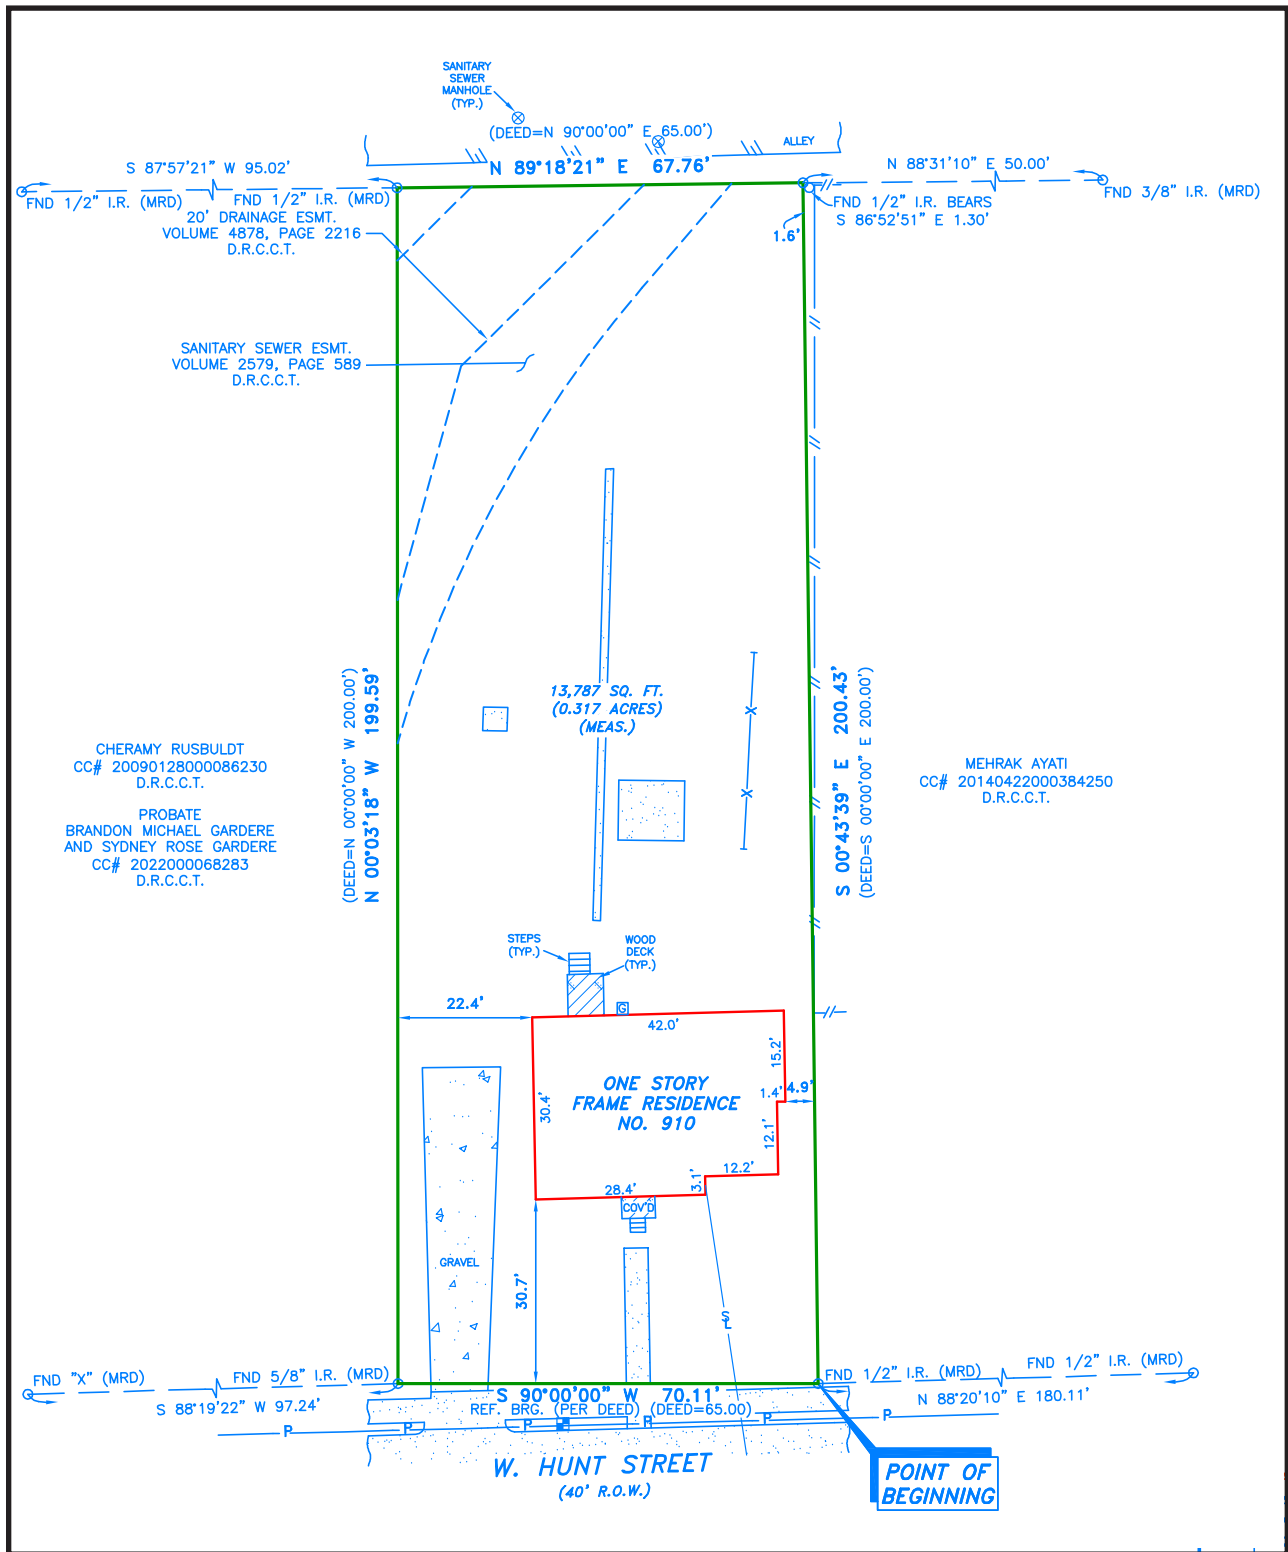 SANITARY
SEWER
MANHOLE
(TYP.)
(DEED=N 90°00'00" E 65.00')
ALLEY
N 89°18'21" E 67.76'
S 87°57'21" W 95.02'
N 88°31'10" E 50.00'
FND 1/2" I.R. (MRD)
FND 1/2" I.R. (MRD)
FND 3/8" I.R. (MRD)
FND 1/2" I.R. BEARS
S 86°52'51" E 1.30'
1.6'
20' DRAINAGE ESMT.
VOLUME 4878, PAGE 2216
D.R.C.C.T.
SANITARY SEWER ESMT.
VOLUME 2579, PAGE 589
D.R.C.C.T.
13,787 SQ. FT.
(0.317 ACRES)
(MEAS.)
X
X
(DEED=N 00°00'00" W 200.00')
N 00°03'18" W 199.59'
S 00°43'39" E 200.43'
(DEED=S 00°00'00" E 200.00')
CHERAMY RUSBULDT
CC# 20090128000086230
D.R.C.C.T.
PROBATE
BRANDON MICHAEL GARDERE
AND SYDNEY ROSE GARDERE
CC# 2022000068283
D.R.C.C.T.
MEHRAK AYATI
CC# 20140422000384250
D.R.C.C.T.
STEPS
(TYP.)
WOOD
DECK
(TYP.)
22.4'
G
42.0'
15.2'
ONE STORY
FRAME RESIDENCE
NO. 910
30.4'
1.4'
4.9'
12.1'
12.2'
3.1'
28.4'
COV'D
GRAVEL
30.7'
S
L
FND "X" (MRD)
FND 5/8" I.R. (MRD)
FND 1/2" I.R. (MRD)
FND 1/2" I.R. (MRD)
S 88°19'22" W 97.24'
S 90°00'00" W 70.11'
N 88°20'10" E 180.11'
REF. BRG. (PER DEED) (DEED=65.00)
P
P
P
P
P
P
W. HUNT STREET
(40' R.O.W.)
POINT OF
BEGINNING